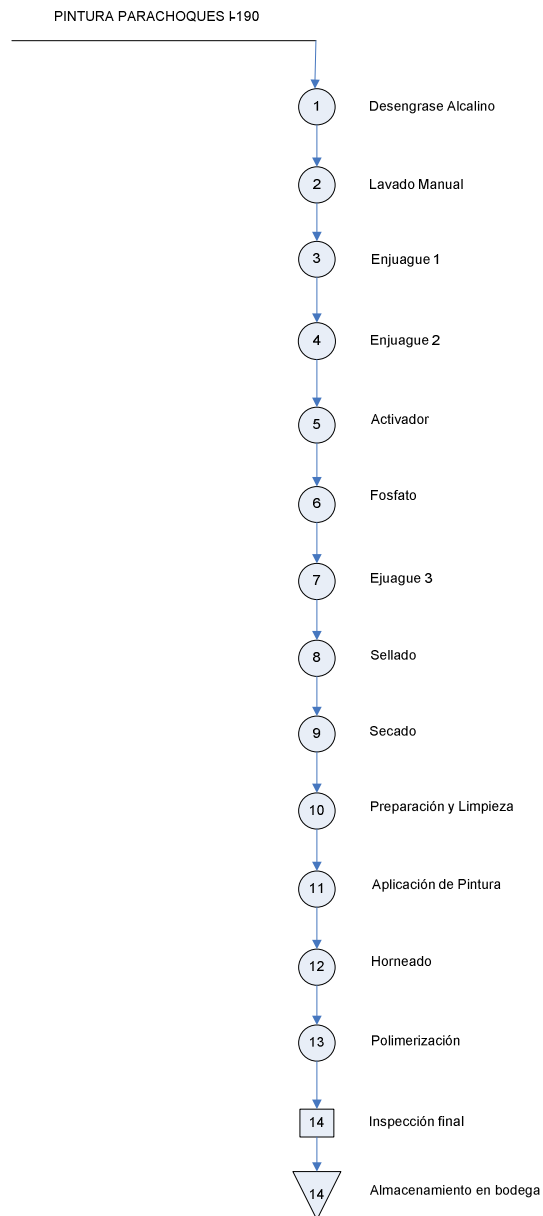 PINTURA PARACHOQUES I-190
1 Desengrase Alcalino
2 Lavado Manual
3 Enjuague 1
4 Enjuague 2
5 Activador
6 Fosfato
7 Ejuague 3
8 Sellado
9 Secado
10 Preparación y Limpieza
11 Aplicación de Pintura
12 Horneado
13 Polimerización
14 Inspección final
14 Almacenamiento en bodega